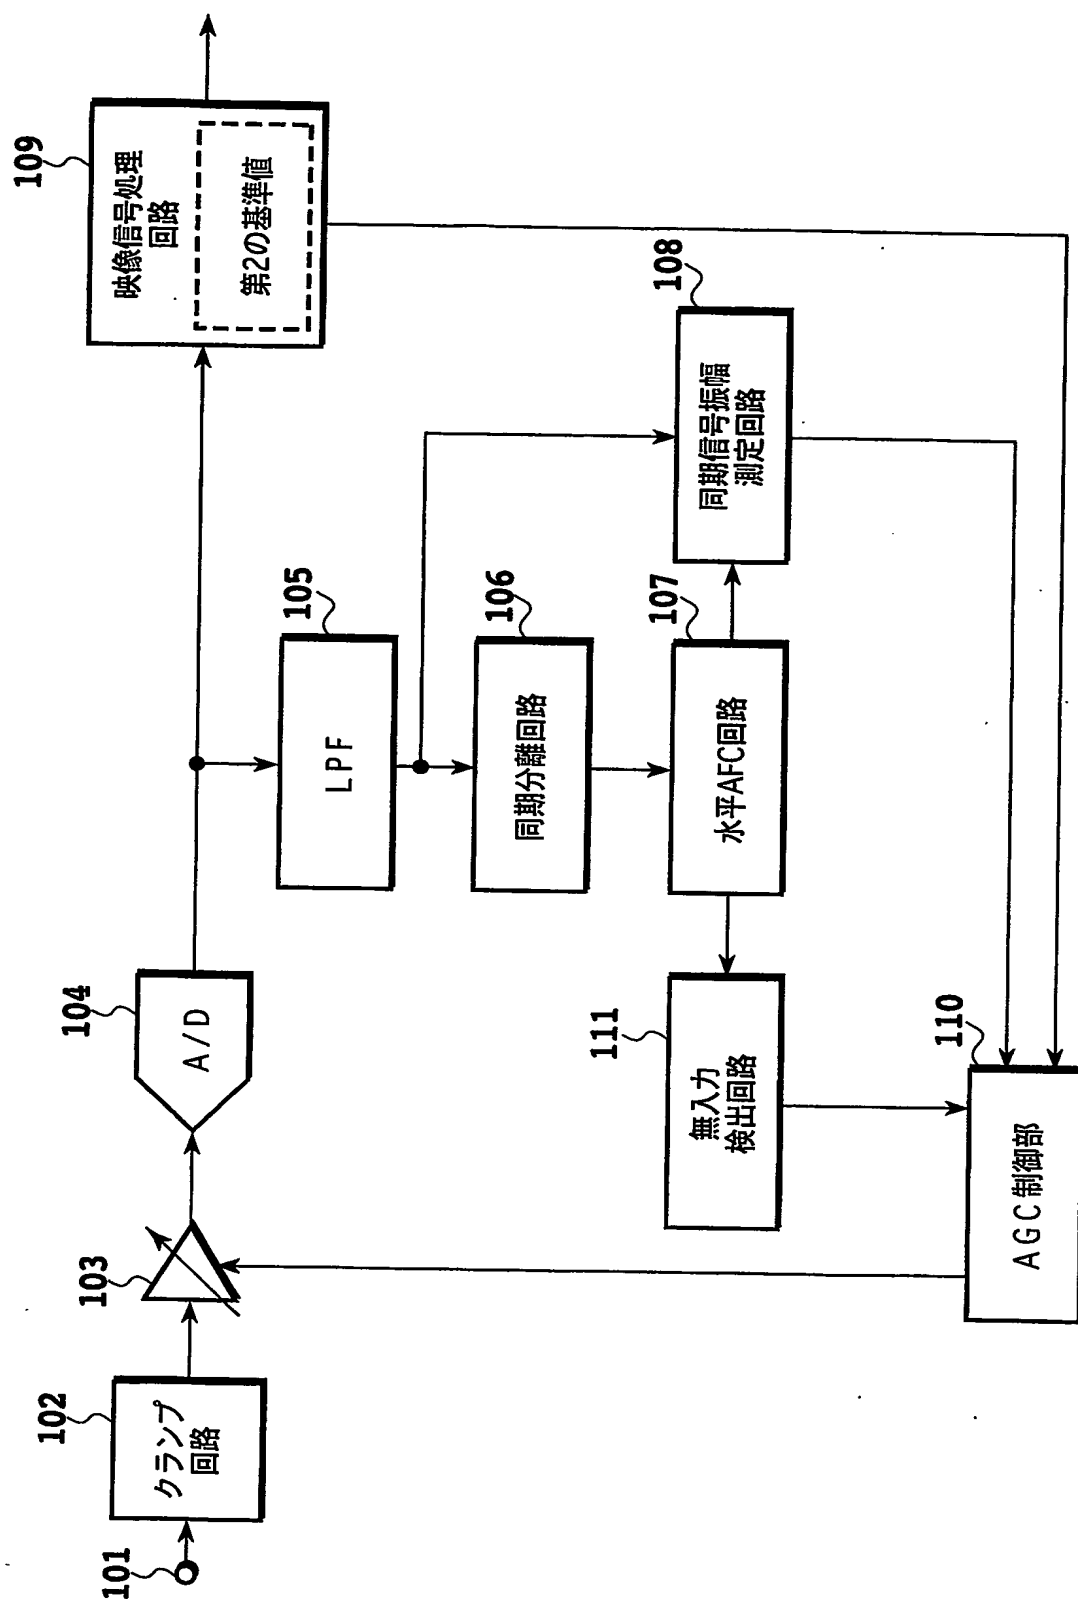 101
102
クランプ
回路
103
104
A/D
109
映像信号処理
回路
第2の基準値
105
LPF
106
同期分離回路
107
水平AFC回路
108
同期信号振幅
測定回路
111
無入力
検出回路
110
AGC制御部